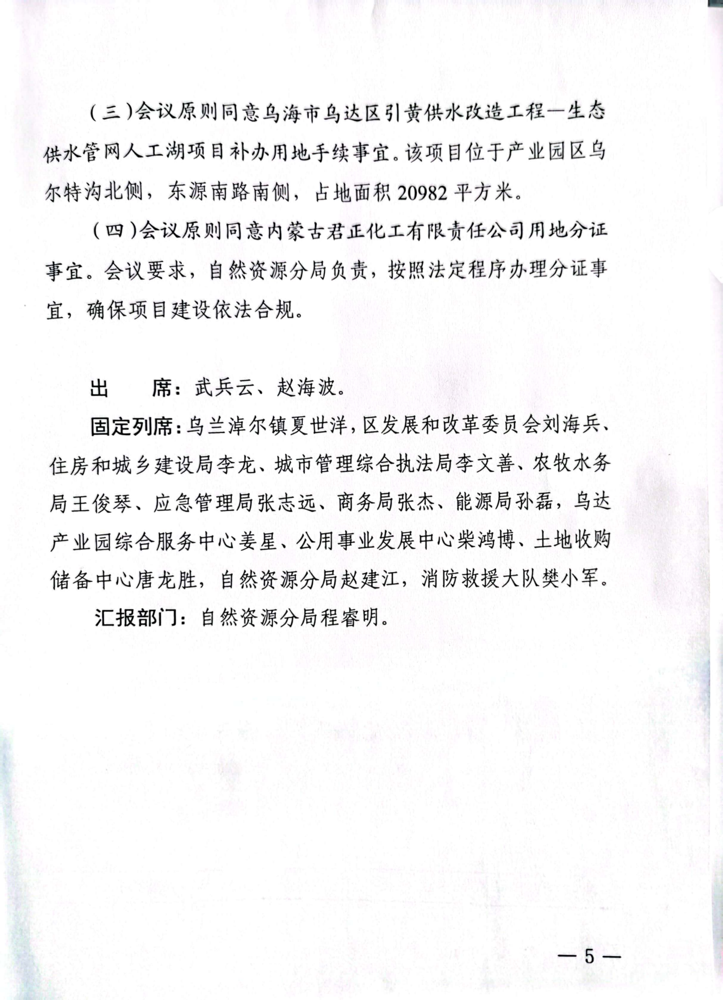 （三）会议原则同意乌海市乌达区引黄供水改造工程—生态
供水管网人工湖项目补办用地手续事宜。该项目位于产业园区乌
尔特沟北侧，东源南路南侧，占地面积 20982 平方米。
（四）会议原则同意内蒙古君正化工有限责任公司用地分证
事宜。会议要求，自然资源分局负责，按照法定程序办理分证事
宜，确保项目建设依法合规。
出　　席：武兵云、赵海波。
固定列席：乌兰淖尔镇夏世洋，区发展和改革委员会刘海兵、
住房和城乡建设局李龙、城市管理综合执法局李文善、农牧水务
局王俊琴、应急管理局张志远、商务局张杰、能源局孙磊，乌达
产业园综合服务中心姜星、公用事业发展中心柴鸿博、土地收购
储备中心唐龙胜，自然资源分局赵建江，消防救援大队樊小军。
汇报部门：自然资源分局程睿明。
— 5 —